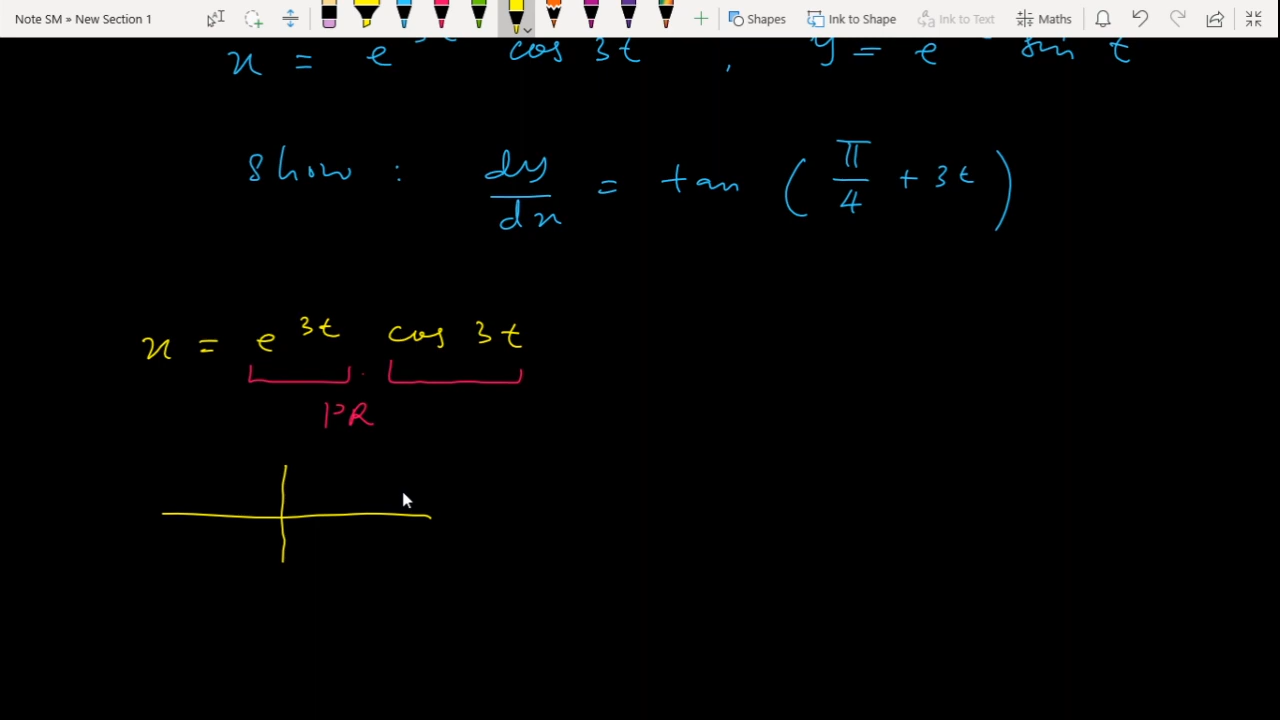 Note SM » New Section 1 Shapes Ink to Shape Ink to Text Maths
x = e cos 3t , y = e sin t
Show : dy/dx = tan ( π/4 + 3t )
x = e^3t cos 3t
PR